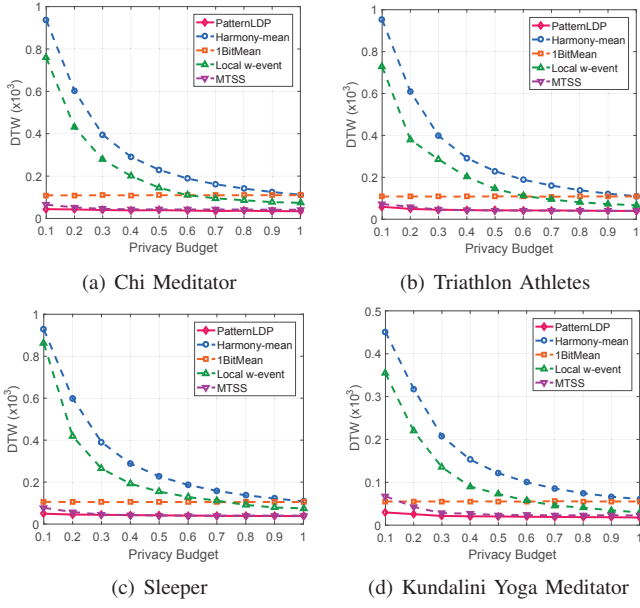 1
0.8
0.6
0.4
0.2
0
DTW (x10³)
PatternLDP
Harmony-mean
1BitMean
Local w-event
MTSS
0.1 0.2 0.3 0.4 0.5 0.6 0.7 0.8 0.9 1
Privacy Budget
(a) Chi Meditator
1
0.8
0.6
0.4
0.2
0
DTW (x10³)
PatternLDP
Harmony-mean
1BitMean
Local w-event
MTSS
0.1 0.2 0.3 0.4 0.5 0.6 0.7 0.8 0.9 1
Privacy Budget
(b) Triathlon Athletes
1
0.8
0.6
0.4
0.2
0
DTW (x10³)
PatternLDP
Harmony-mean
1BitMean
Local w-event
MTSS
0.1 0.2 0.3 0.4 0.5 0.6 0.7 0.8 0.9 1
Privacy Budget
(c) Sleeper
0.5
0.4
0.3
0.2
0.1
0
DTW (x10³)
PatternLDP
Harmony-mean
1BitMean
Local w-event
MTSS
0.1 0.2 0.3 0.4 0.5 0.6 0.7 0.8 0.9 1
Privacy Budget
(d) Kundalini Yoga Meditator